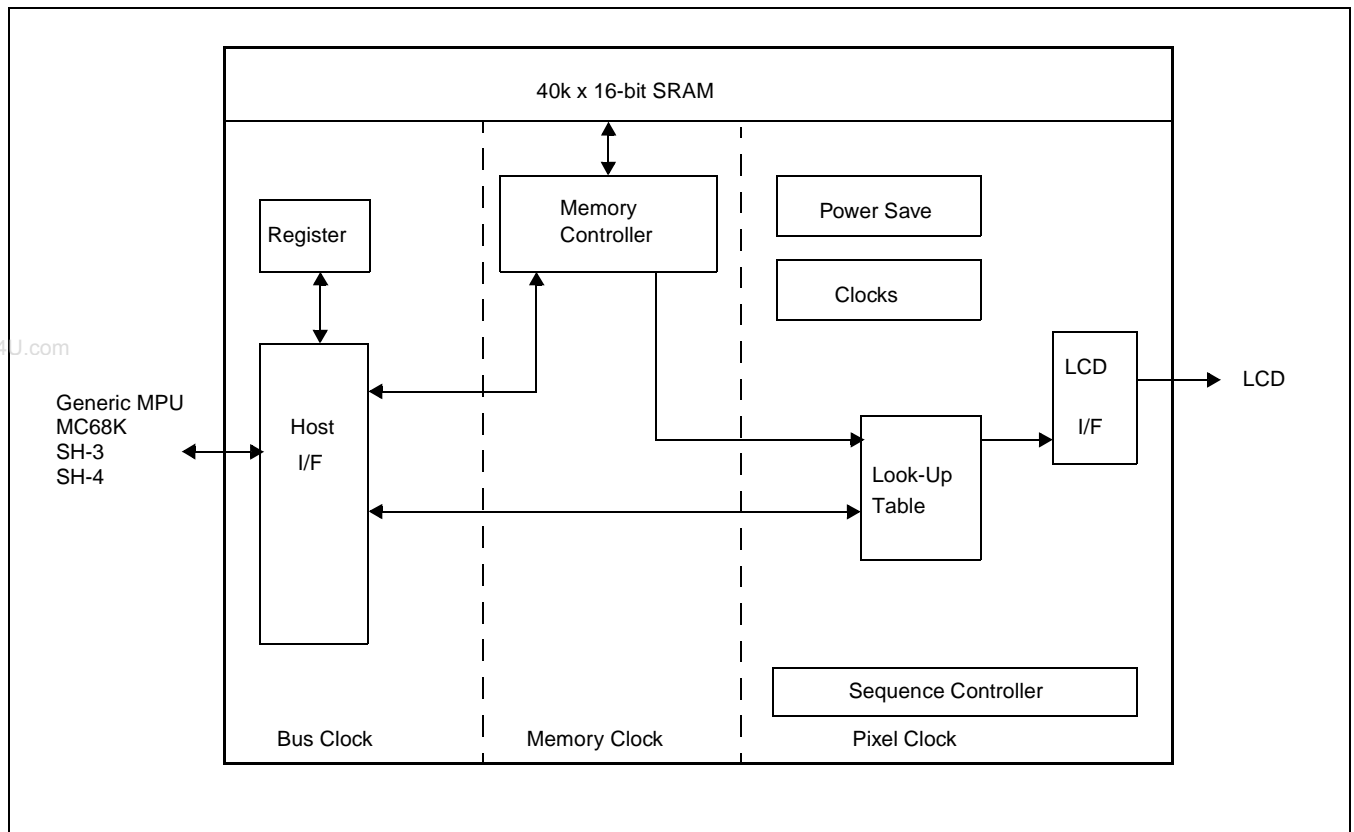 40k x 16-bit SRAM
Register
Memory
Controller
Power Save
Clocks
4U.com
Generic MPU
MC68K
SH-3
SH-4
Host
I/F
LCD
I/F
LCD
Look-Up
Table
Sequence Controller
Bus Clock
Memory Clock
Pixel Clock